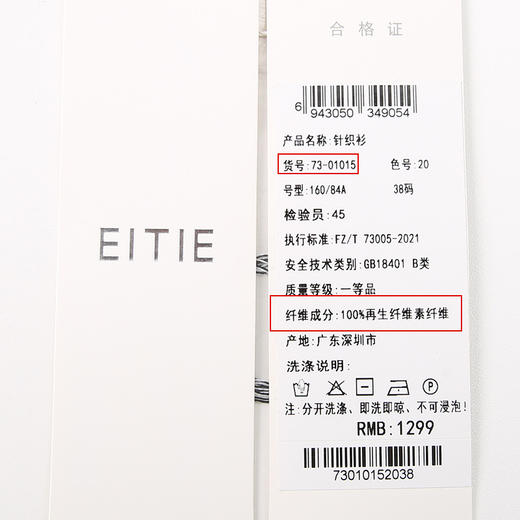 EITIE
合格证
6 943050 349054
产品名称:针织衫
货号:73-01015 色号:20
号型:160/84A 38码
检验员:45
执行标准:FZ/T 73005-2021
安全技术类别:GB18401 B类
质量等级:一等品
纤维成分:100%再生纤维素纤维
产地:广东深圳市
洗涤说明:
P
注:分开洗涤、即洗即晾、不可浸泡!
RMB:1299
73010152038